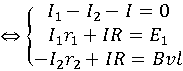 ⇔ { I₁ − I₂ − I = 0
I₁r₁ + IR = E₁
−I₂r₂ + IR = Bvl